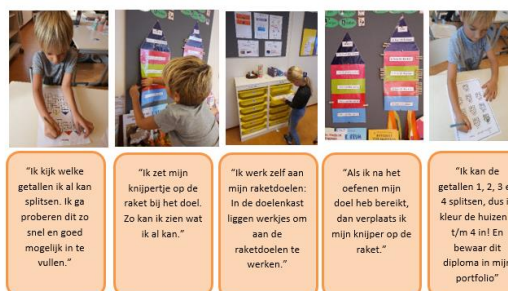 "Ik kijk welke
getallen ik al kan
splitsen. Ik ga
proberen dit zo
snel en goed
mogelijk in te
vullen."
"Ik zet mijn
knijpertje op de
raket bij het doel.
Zo kan ik zien wat
ik al kan."
"Ik werk zelf aan
mijn raketdoelen:
In de doelenkast
liggen werkjes om
aan de
raketdoelen te
werken."
"Als ik na het
oefenen mijn
doel heb bereikt,
dan verplaats ik
mijn knijper op de
raket."
"Ik kan de
getallen 1, 2, 3 e
4 splitsen, dus i
kleur de huizen
t/m 4 in! En
bewaar dit
diploma in mijn
portfolio"